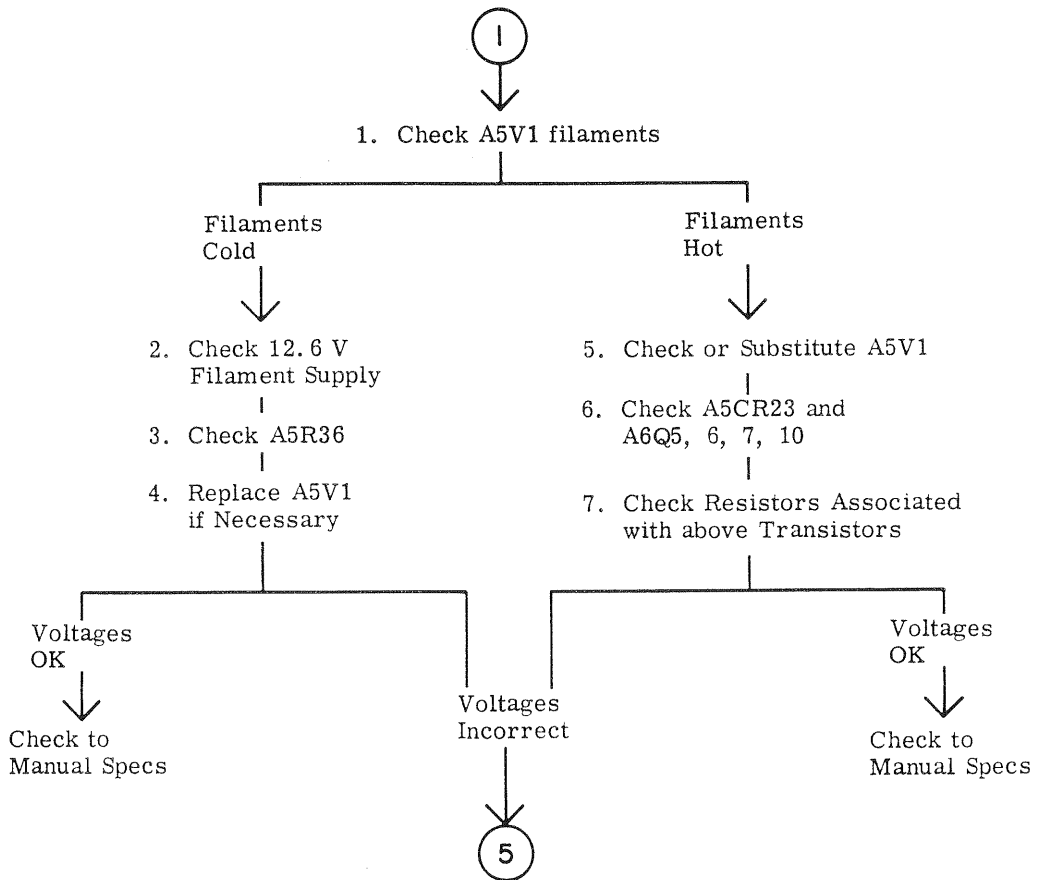 1
1. Check A5V1 filaments
Filaments
Cold
Filaments
Hot
2. Check 12.6 V
Filament Supply
3. Check A5R36
4. Replace A5V1
if Necessary
5. Check or Substitute A5V1
6. Check A5CR23 and
A6Q5, 6, 7, 10
7. Check Resistors Associated
with above Transistors
Voltages
OK
Check to
Manual Specs
Voltages
Incorrect
Voltages
OK
Check to
Manual Specs
5